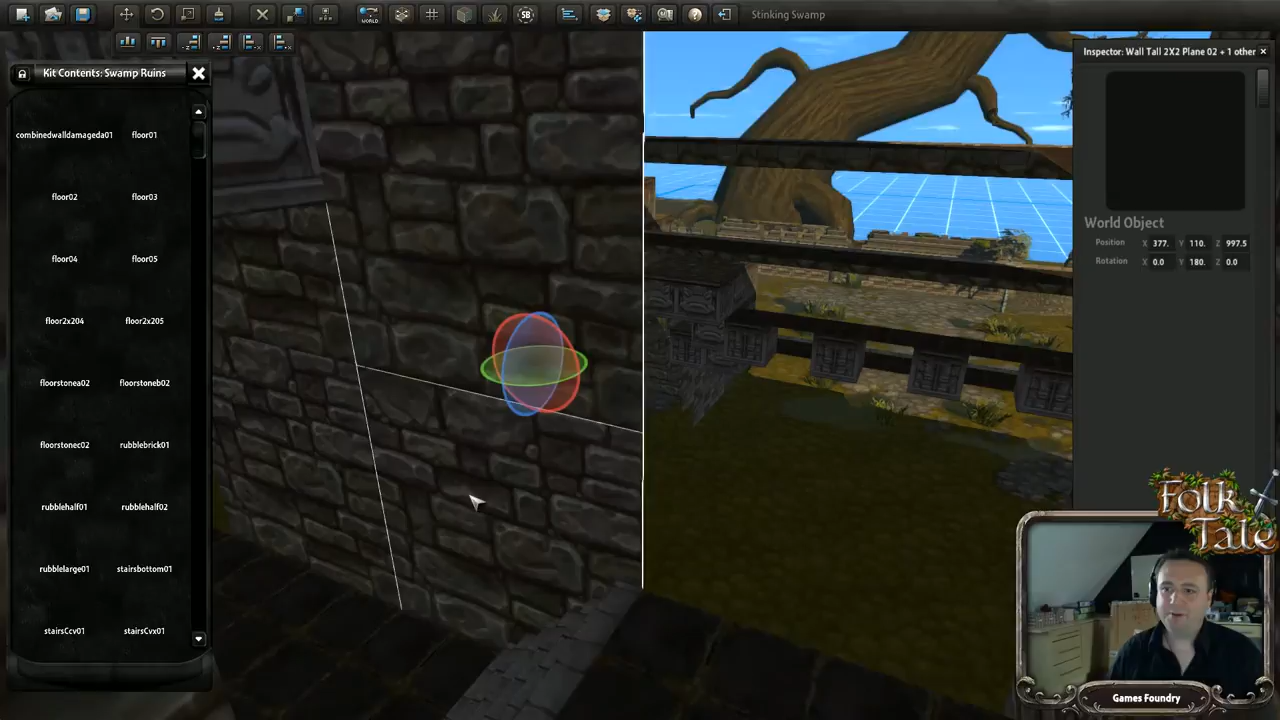 WORLD
SB
Stinking Swamp
Kit Contents: Swamp Ruins
Inspector: Wall Tall 2X2 Plane 02 + 1 other
combinedwalldamageda01 floor01
floor02 floor03
floor04 floor05
floor2x204 floor2x205
floorstonea02 floorstoneb02
floorstonec02 rubblebrick01
rubblehalf01 rubblehalf02
rubblelarge01 stairsbottom01
stairsCcv01 stairsCvx01
World Object
Position X 377. Y 110. Z 997.5
Rotation X 0.0 Y 180. Z 0.0
Folk
Tale
Games Foundry